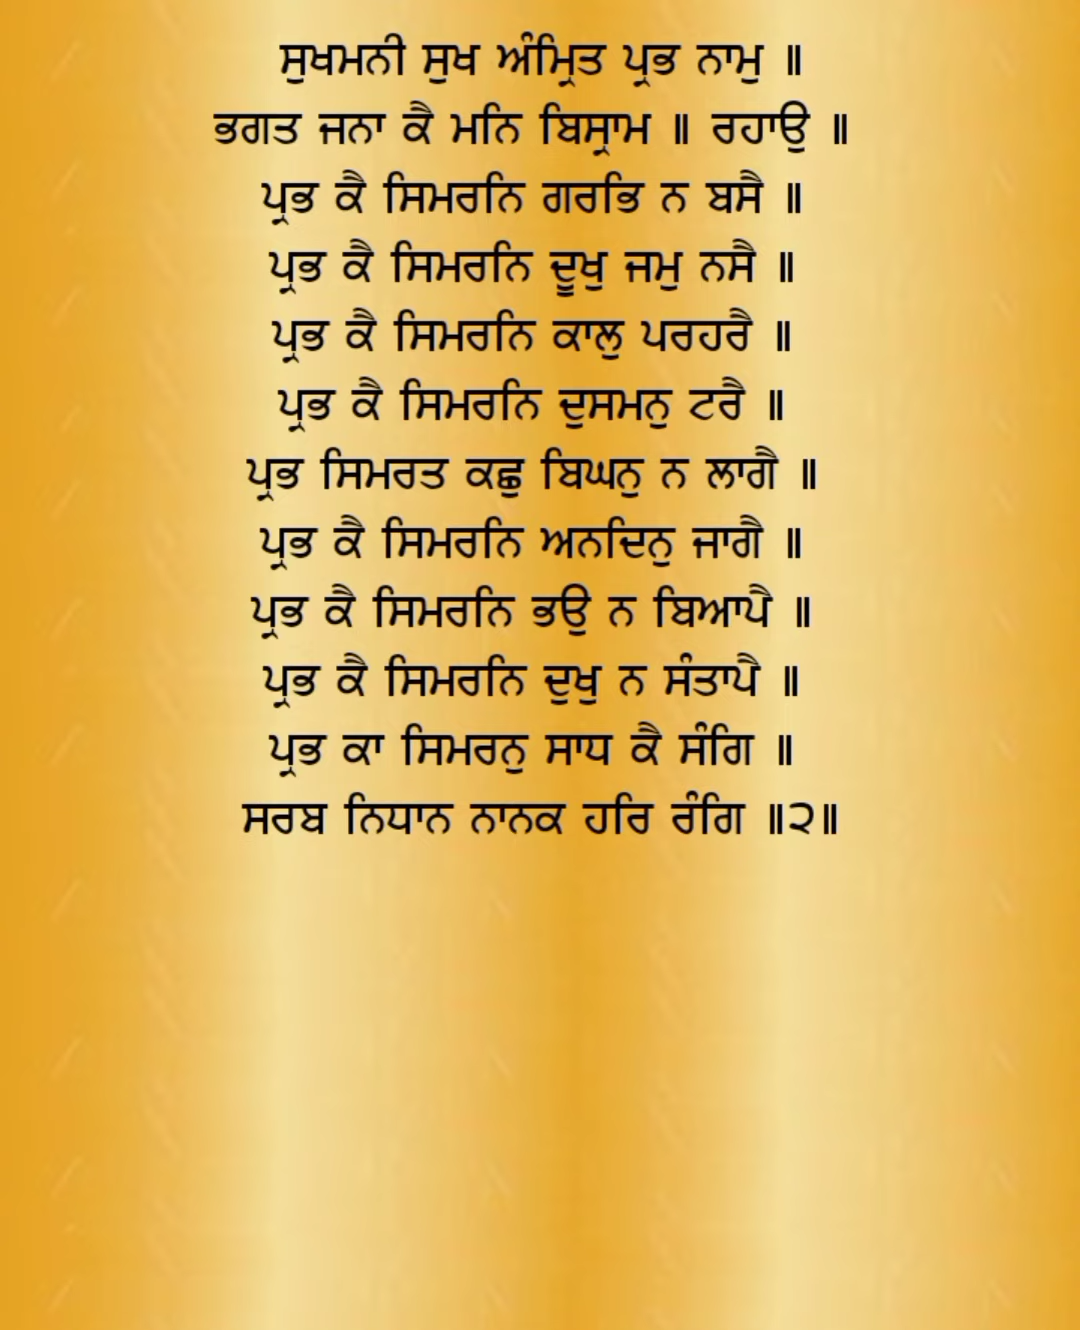 ਸੁਖਮਨੀ ਸੁਖ ਅੰਮ੍ਰਿਤ ਪ੍ਰਭ ਨਾਮੁ ॥
ਭਗਤ ਜਨਾ ਕੈ ਮਨਿ ਬਿਸ੍ਰਾਮ ॥ ਰਹਾਉ ॥
ਪ੍ਰਭ ਕੈ ਸਿਮਰਨਿ ਗਰਭਿ ਨ ਬਸੈ ॥
ਪ੍ਰਭ ਕੈ ਸਿਮਰਨਿ ਦੂਖੁ ਜਮੁ ਨਸੈ ॥
ਪ੍ਰਭ ਕੈ ਸਿਮਰਨਿ ਕਾਲੁ ਪਰਹਰੈ ॥
ਪ੍ਰਭ ਕੈ ਸਿਮਰਨਿ ਦੁਸਮਨੁ ਟਰੈ ॥
ਪ੍ਰਭ ਸਿਮਰਤ ਕਛੁ ਬਿਘਨੁ ਨ ਲਾਗੈ ॥
ਪ੍ਰਭ ਕੈ ਸਿਮਰਨਿ ਅਨਦਿਨੁ ਜਾਗੈ ॥
ਪ੍ਰਭ ਕੈ ਸਿਮਰਨਿ ਭਉ ਨ ਬਿਆਪੈ ॥
ਪ੍ਰਭ ਕੈ ਸਿਮਰਨਿ ਦੁਖੁ ਨ ਸੰਤਾਪੈ ॥
ਪ੍ਰਭ ਕਾ ਸਿਮਰਨੁ ਸਾਧ ਕੈ ਸੰਗਿ ॥
ਸਰਬ ਨਿਧਾਨ ਨਾਨਕ ਹਰਿ ਰੰਗਿ ॥੨॥